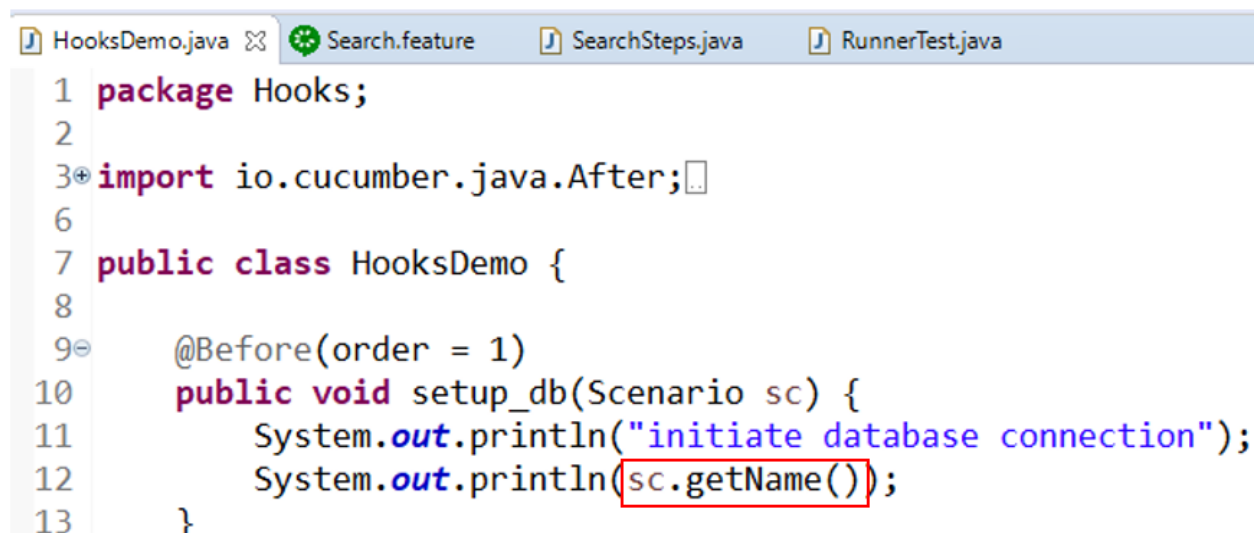 HooksDemo.java Search.feature SearchSteps.java RunnerTest.java
1 package Hooks;
2
3 import io.cucumber.java.After;
6
7 public class HooksDemo {
8
9 @Before(order = 1)
10 public void setup_db(Scenario sc) {
11 System.out.println("initiate database connection");
12 System.out.println(sc.getName());
13 }